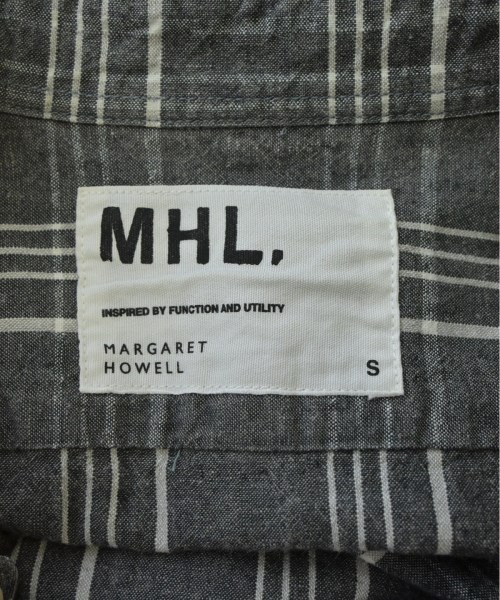 MHL.
INSPIRED BY FUNCTION AND UTILITY
MARGARET
HOWELL
S